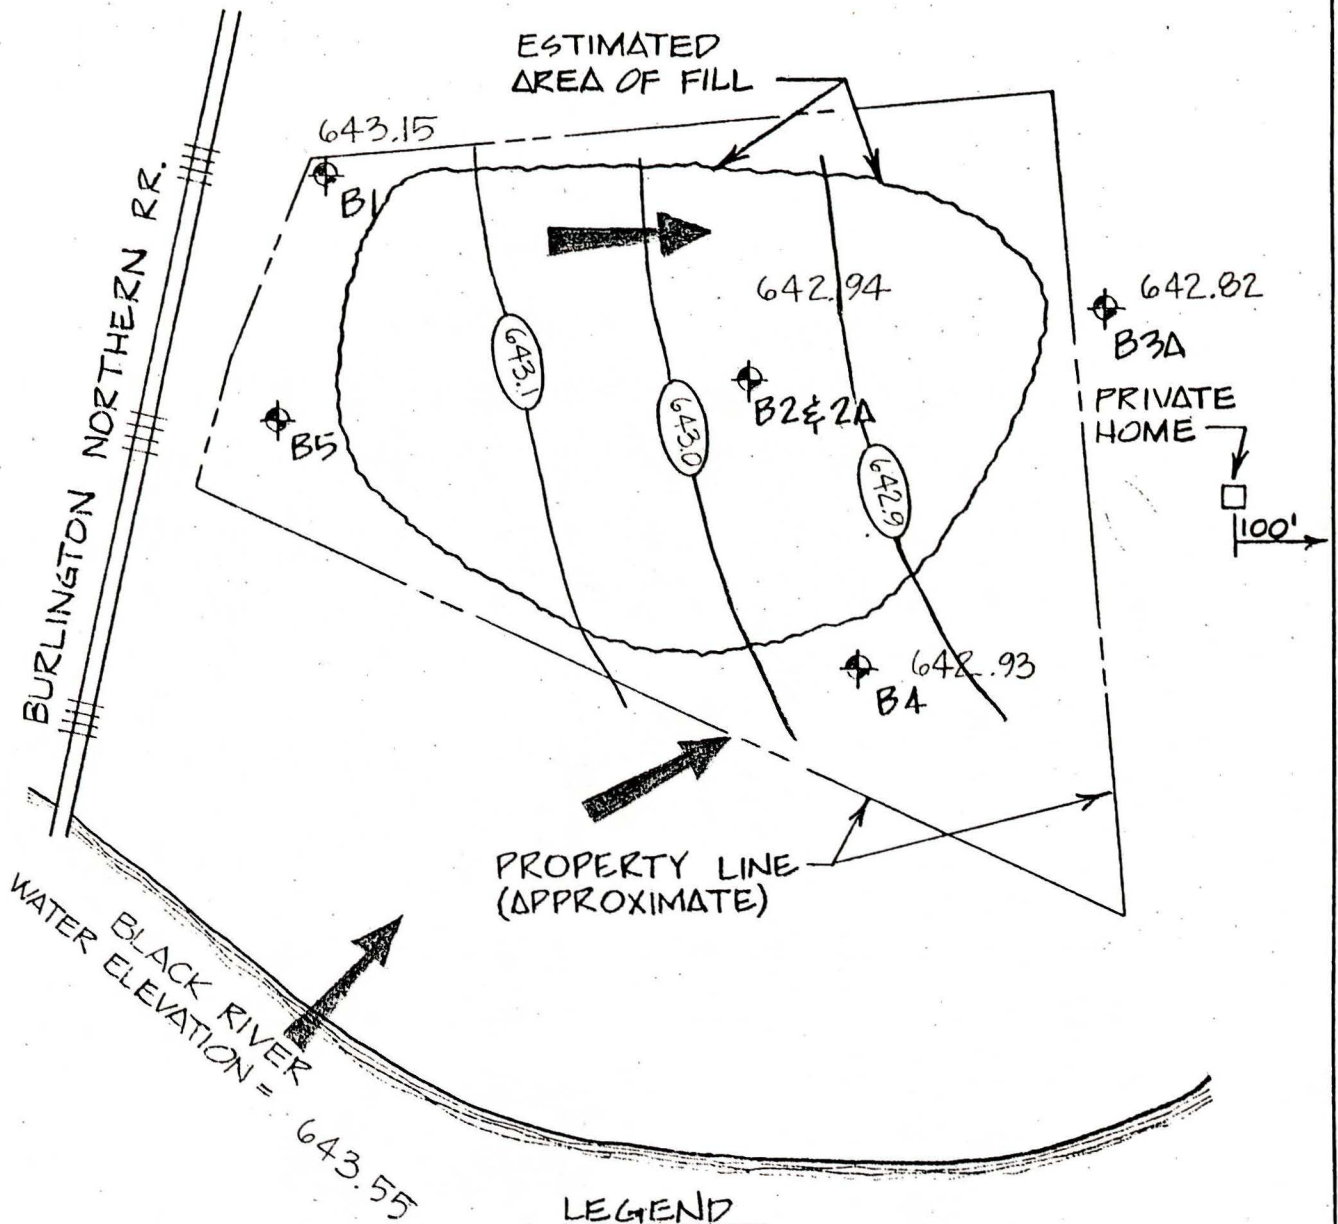 ESTIMATED
AREA OF FILL
643.15
B1
642.94
642.82
B3A
643.1
B2 & 2A
PRIVATE
HOME
643.0
B5
642.9
100'
BURLINGTON NORTHERN RR.
642.93
B4
PROPERTY LINE
(APPROXIMATE)
BLACK RIVER
WATER ELEVATION =
643.55
LEGEND